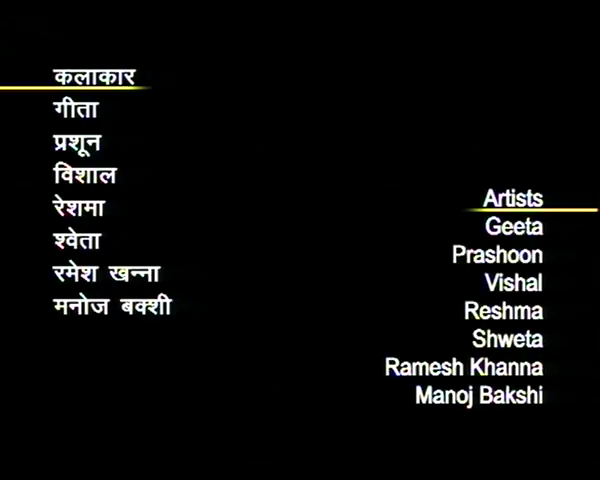 कलाकार
गीता
प्रशून
विशाल
रेशमा
श्वेता
रमेश खन्ना
मनोज बक्शी
Artists
Geeta
Prashoon
Vishal
Reshma
Shweta
Ramesh Khanna
Manoj Bakshi